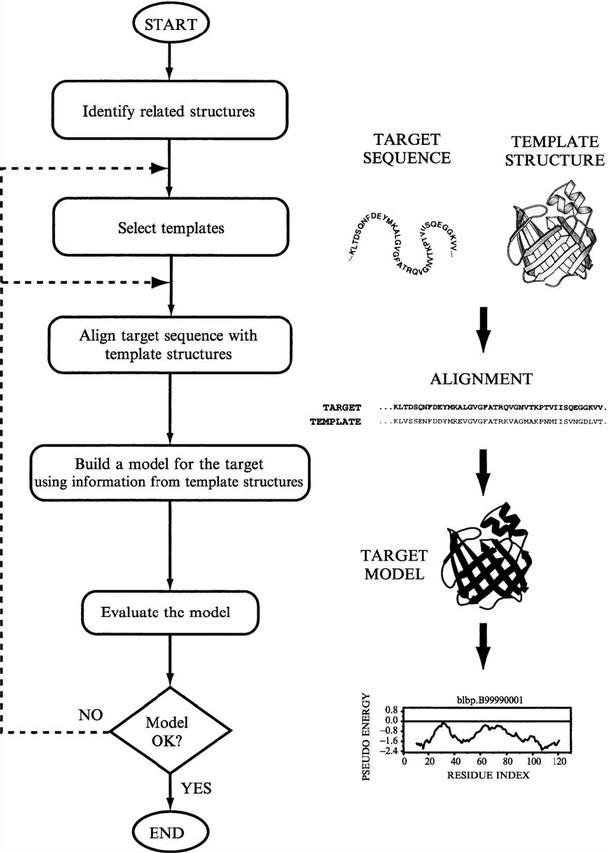 START
Identify related structures
Select templates
Align target sequence with
template structures
Build a model for the target
using information from template structures
Evaluate the model
NO
Model
OK?
YES
END
TARGET
SEQUENCE
TEMPLATE
STRUCTURE
...KLTDSQNFDEYMKALGVGFATRQVGNVTKPTVIISQEGGKVV...
ALIGNMENT
TARGET ...KLTDSQNFDEYMKALGVGFATRQVGNVTKPTVIISQEGGKVV.
TEMPLATE ...KLVSSENFDDYMKEVGVGFATRKVAGMAKPNMIISVNGDLVT.
TARGET
MODEL
blbp.B99990001
PSEUDO ENERGY
0.8
0.0
-0.8
-1.6
-2.4
10 20 40 60 80 100 120
RESIDUE INDEX